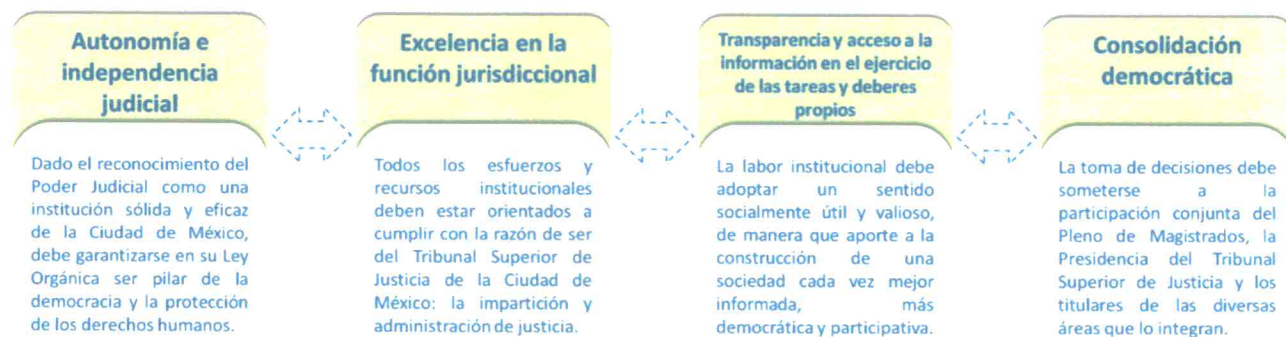 Autonomía e
independencia
judicial
Dado el reconocimiento del
Poder Judicial como una
institución sólida y eficaz
de la Ciudad de México,
debe garantizarse en su Ley
Orgánica ser pilar de la
democracia y la protección
de los derechos humanos.
Excelencia en la
función jurisdiccional
Todos los esfuerzos y
recursos institucionales
deben estar orientados a
cumplir con la razón de ser
del Tribunal Superior de
Justicia de la Ciudad de
México: la impartición y
administración de justicia.
Transparencia y acceso a la
información en el ejercicio
de las tareas y deberes
propios
La labor institucional debe
adoptar un sentido
socialmente útil y valioso,
de manera que aporte a la
construcción de una
sociedad cada vez mejor
informada, más
democrática y participativa.
Consolidación
democrática
La toma de decisiones debe
someterse a la
participación conjunta del
Pleno de Magistrados, la
Presidencia del Tribunal
Superior de Justicia y los
titulares de las diversas
áreas que lo integran.